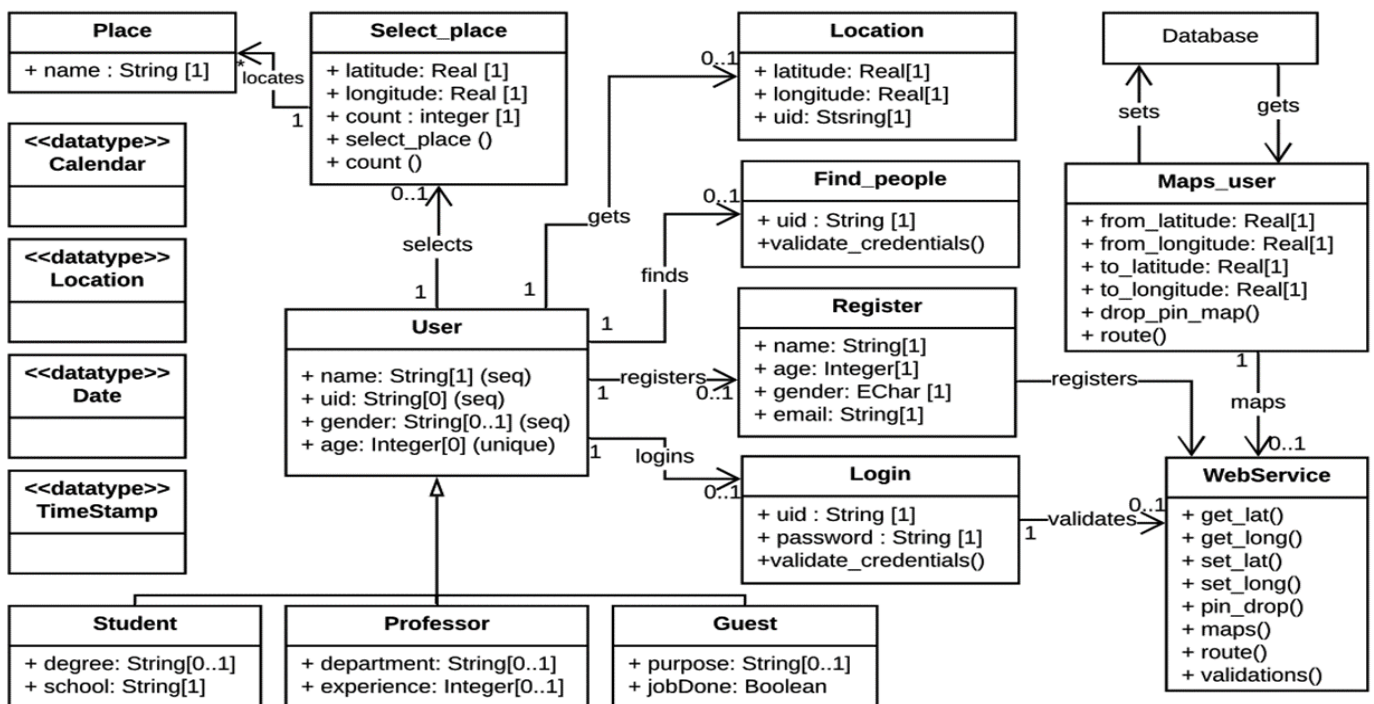 Place
+ name : String [1]
*
locates
1
Select_place
+ latitude: Real [1]
+ longitude: Real [1]
+ count : integer [1]
+ select_place ()
+ count ()
0..1
selects
1
Location
+ latitude: Real[1]
+ longitude: Real[1]
+ uid: Stsring[1]
0..1
gets
1
Database
sets
gets
<<datatype>>
Calendar
<<datatype>>
Location
<<datatype>>
Date
<<datatype>>
TimeStamp
Find_people
+ uid : String [1]
+validate_credentials()
0..1
finds
1
Maps_user
+ from_latitude: Real[1]
+ from_longitude: Real[1]
+ to_latitude: Real[1]
+ to_longitude: Real[1]
+ drop_pin_map()
+ route()
1
maps
0..1
User
+ name: String[1] (seq)
+ uid: String[0] (seq)
+ gender: String[0..1] (seq)
+ age: Integer[0] (unique)
registers
1
0..1
Register
+ name: String[1]
+ age: Integer[1]
+ gender: EChar [1]
+ email: String[1]
registers
1
logins
0..1
Login
+ uid : String [1]
+ password : String [1]
+validate_credentials()
validates
1
0..1
WebService
+ get_lat()
+ get_long()
+ set_lat()
+ set_long()
+ pin_drop()
+ maps()
+ route()
+ validations()
Student
+ degree: String[0..1]
+ school: String[1]
Professor
+ department: String[0..1]
+ experience: Integer[0..1]
Guest
+ purpose: String[0..1]
+ jobDone: Boolean